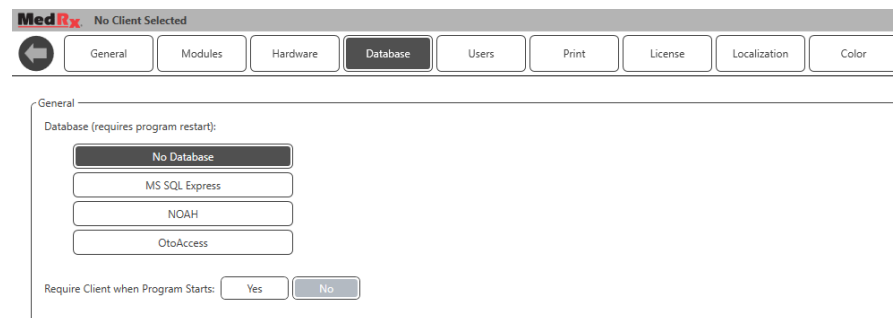 MedRx. No Client Selected
General Modules Hardware Database Users Print License Localization Color
General
Database (requires program restart):
No Database
MS SQL Express
NOAH
OtoAccess
Require Client when Program Starts: Yes No